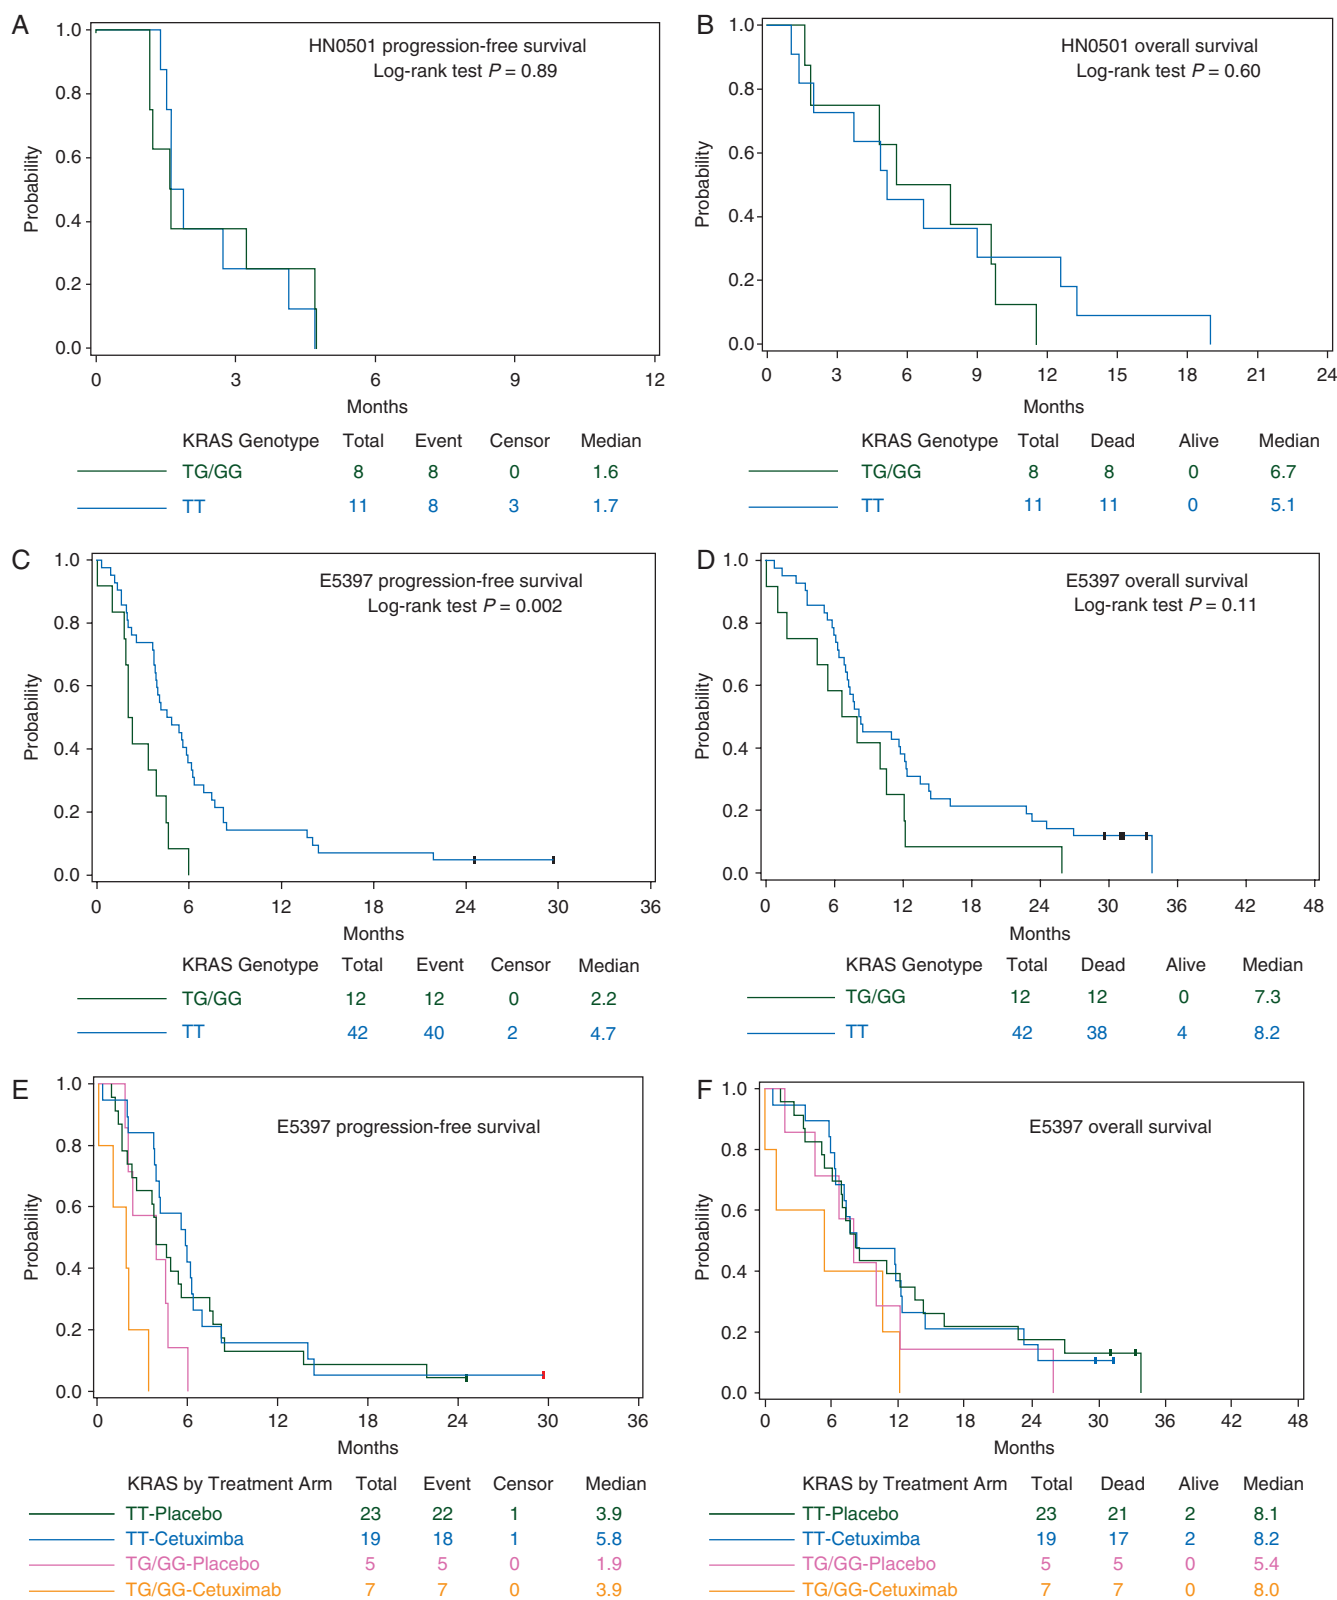 A
HN0501 progression-free survival
Log-rank test P = 0.89
Probability
1.0
0.8
0.6
0.4
0.2
0.0
0 3 6 9 12
Months
KRAS Genotype Total Event Censor Median
TG/GG 8 8 0 1.6
TT 11 8 3 1.7
B
HN0501 overall survival
Log-rank test P = 0.60
Probability
1.0
0.8
0.6
0.4
0.2
0.0
0 3 6 9 12 15 18 21 24
Months
KRAS Genotype Total Dead Alive Median
TG/GG 8 8 0 6.7
TT 11 11 0 5.1
C
E5397 progression-free survival
Log-rank test P = 0.002
Probability
1.0
0.8
0.6
0.4
0.2
0.0
0 6 12 18 24 30 36
Months
KRAS Genotype Total Event Censor Median
TG/GG 12 12 0 2.2
TT 42 40 2 4.7
D
E5397 overall survival
Log-rank test P = 0.11
Probability
1.0
0.8
0.6
0.4
0.2
0.0
0 6 12 18 24 30 36 42 48
Months
KRAS Genotype Total Dead Alive Median
TG/GG 12 12 0 7.3
TT 42 38 4 8.2
E
E5397 progression-free survival
Probability
1.0
0.8
0.6
0.4
0.2
0.0
0 6 12 18 24 30 36
Months
KRAS by Treatment Arm Total Event Censor Median
TT-Placebo 23 22 1 3.9
TT-Cetuximba 19 18 1 5.8
TG/GG-Placebo 5 5 0 1.9
TG/GG-Cetuximab 7 7 0 3.9
F
E5397 overall survival
Probability
1.0
0.8
0.6
0.4
0.2
0.0
0 6 12 18 24 30 36 42 48
Months
KRAS by Treatment Arm Total Dead Alive Median
TT-Placebo 23 21 2 8.1
TT-Cetuximba 19 17 2 8.2
TG/GG-Placebo 5 5 0 5.4
TG/GG-Cetuximab 7 7 0 8.0